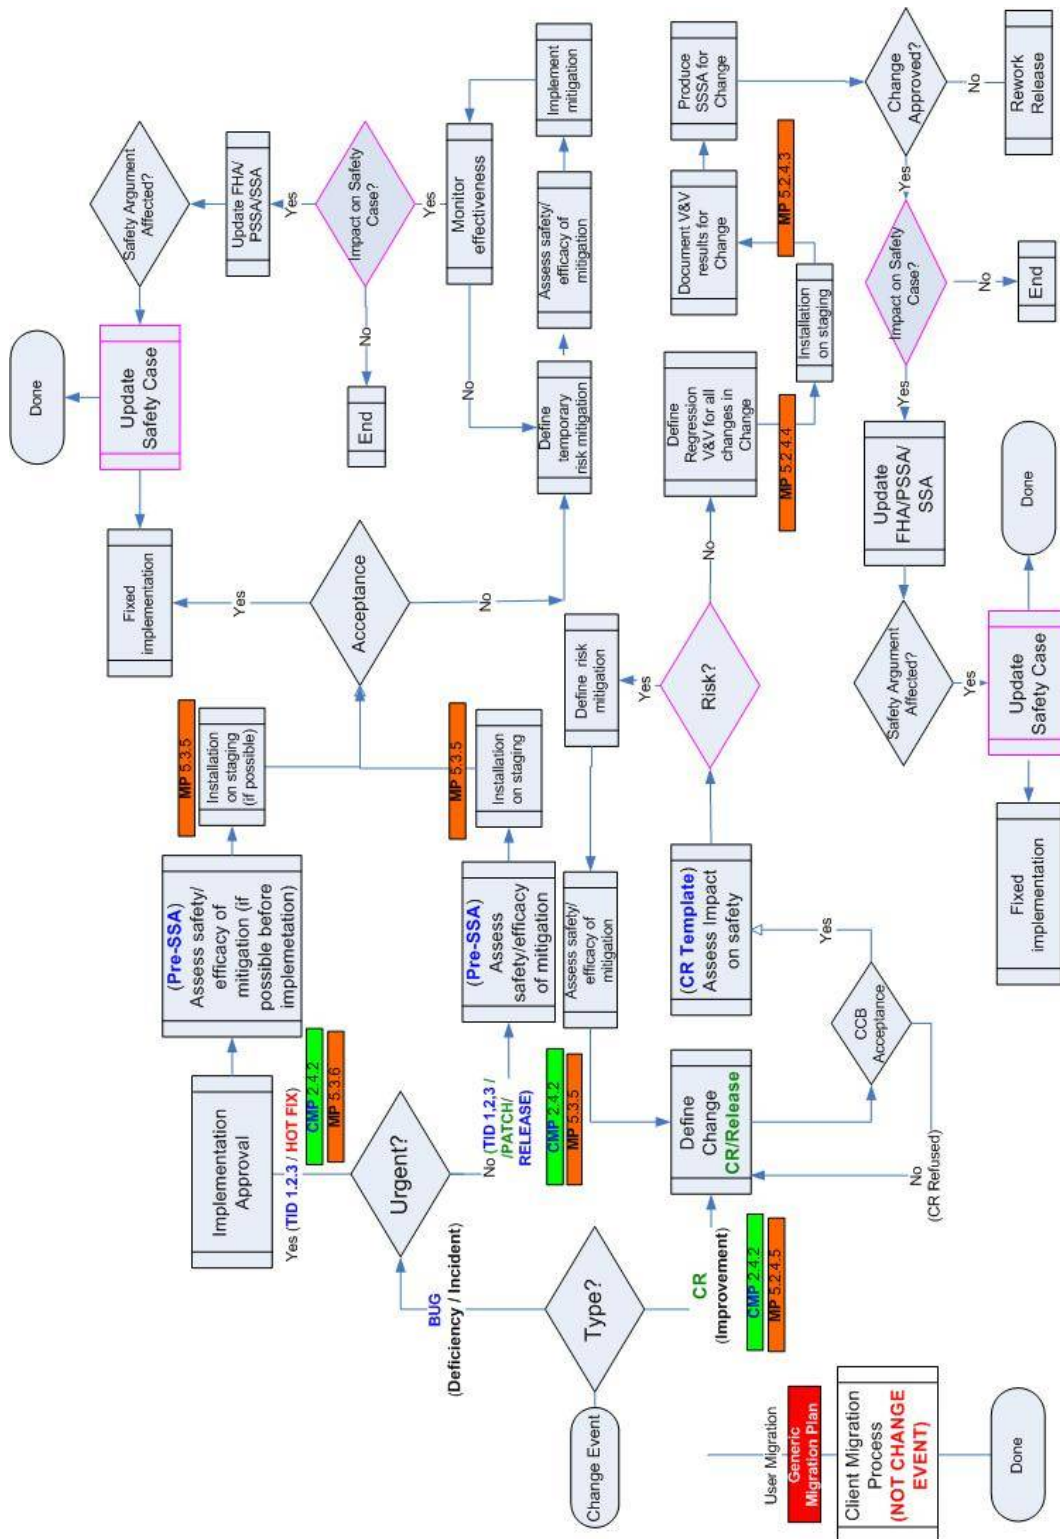 Change Event
Type?
BUG
(Deficiency / Incident)
Urgent?
Yes (TID 1.2.3 / HOT FIX)
CMP 2.4.2
MP 5.3.6
Implementation
Approval
(Pre-SSA)
Assess safety/
efficacy of
mitigation (if
possible before
implemetation)
MP 5.3.5
Installation
on staging
(if possible)
No (TID 1,2,3 /
/PATCH/
RELEASE)
CMP 2.4.2
MP 5.3.5
(Pre-SSA)
Assess
safety/efficacy
of mitigation
MP 5.3.5
Installation
on staging
Acceptance
Yes
Fixed
implementation
No
Define
temporary
risk mitigation
Assess safety/
efficacy of
mitigation
Implement
mitigation
Monitor
effectiveness
No
Yes
Impact on Safety
Case?
No
End
Yes
Update FHA/
PSSA/SSA
Safety Argument
Affected?
Update
Safety Case
Done
CR
(Improvement)
CMP 2.4.2
MP 5.2.4.5
Define
Change
CR/Release
CCB
Acceptance
No
(CR Refused)
Yes
(CR Template)
Assess Impact
on safety
Risk?
Yes
Define risk
mitigation
Assess safety/
efficacy of
mitigation
No
Define
Regression
V&V for all
changes in
Change
MP 5.2.4.4
Installation
on staging
MP 5.2.4.3
Document V&V
results for
Change
Produce
SSSA for
Change
Change
Approved?
No
Rework
Release
Yes
Impact on Safety
Case?
No
End
Yes
Update
FHA/PSSA/
SSA
Safety Argument
Affected?
Yes
Update
Safety Case
Done
Fixed
implementation
User Migration
Generic
Migration Plan
Client Migration
Process
(NOT CHANGE
EVENT)
Done